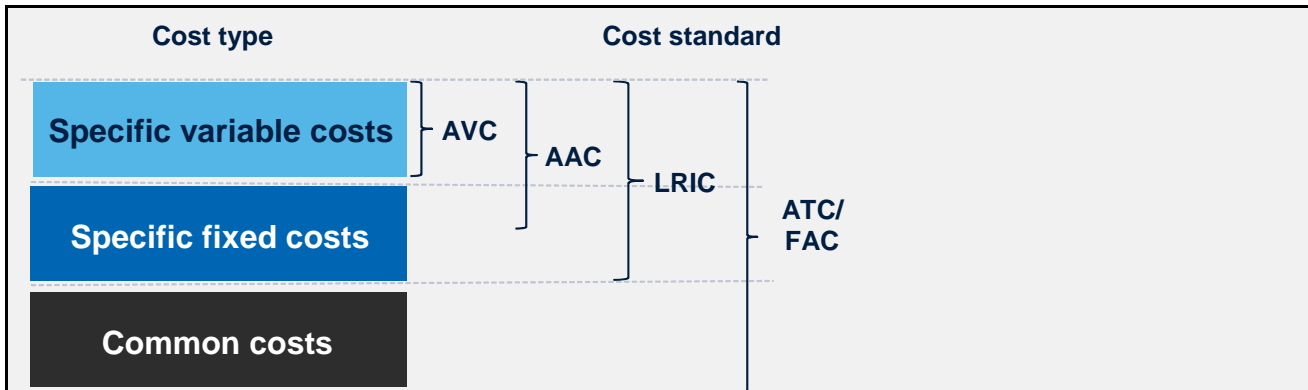 Cost type
Cost standard
Specific variable costs
AVC
AAC
LRIC
ATC/
FAC
Specific fixed costs
Common costs